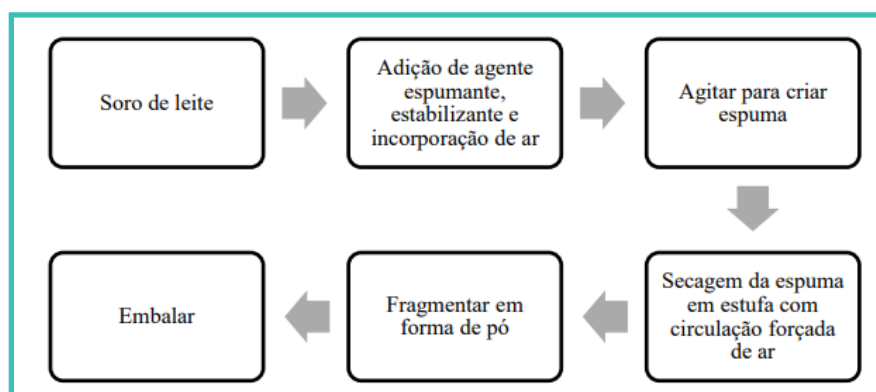 Soro de leite
Adição de agente
espumante,
estabilizante e
incorporação de ar
Agitar para criar
espuma
Secagem da espuma
em estufa com
circulação forçada
de ar
Fragmentar em
forma de pó
Embalar